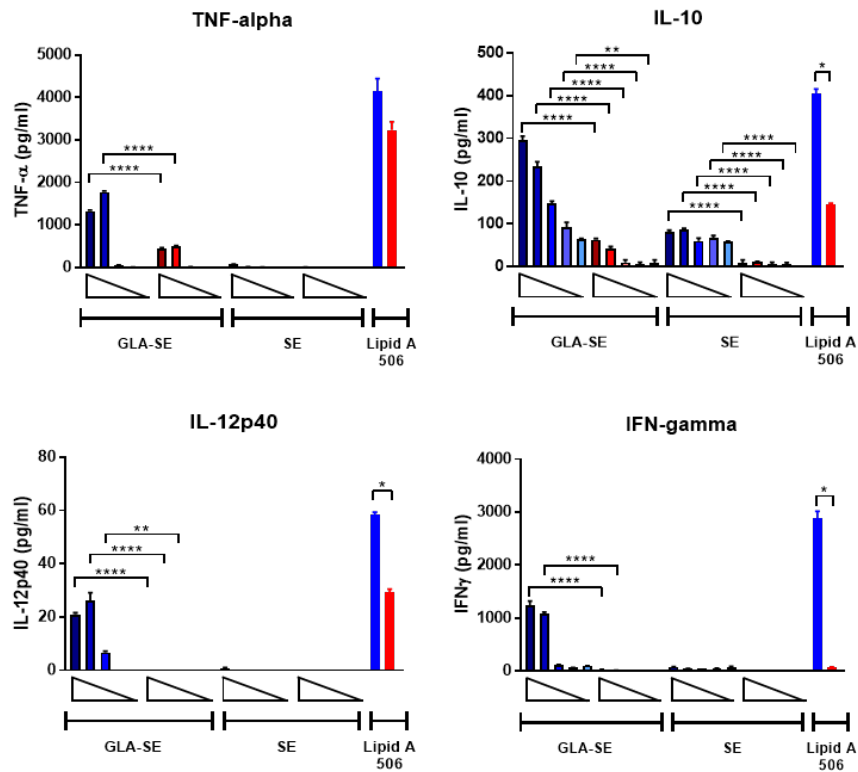 TNF-alpha
TNF-α (pg/ml)
5000
4000
3000
2000
1000
0
****
****
GLA-SE
SE
Lipid A
506
IL-10
IL-10 (pg/ml)
500
400
300
200
100
0
**
****
****
****
****
****
****
****
****
****
*
GLA-SE
SE
Lipid A
506
IL-12p40
IL-12p40 (pg/ml)
80
60
40
20
0
**
****
****
*
GLA-SE
SE
Lipid A
506
IFN-gamma
IFNγ (pg/ml)
4000
3000
2000
1000
0
****
****
*
GLA-SE
SE
Lipid A
506